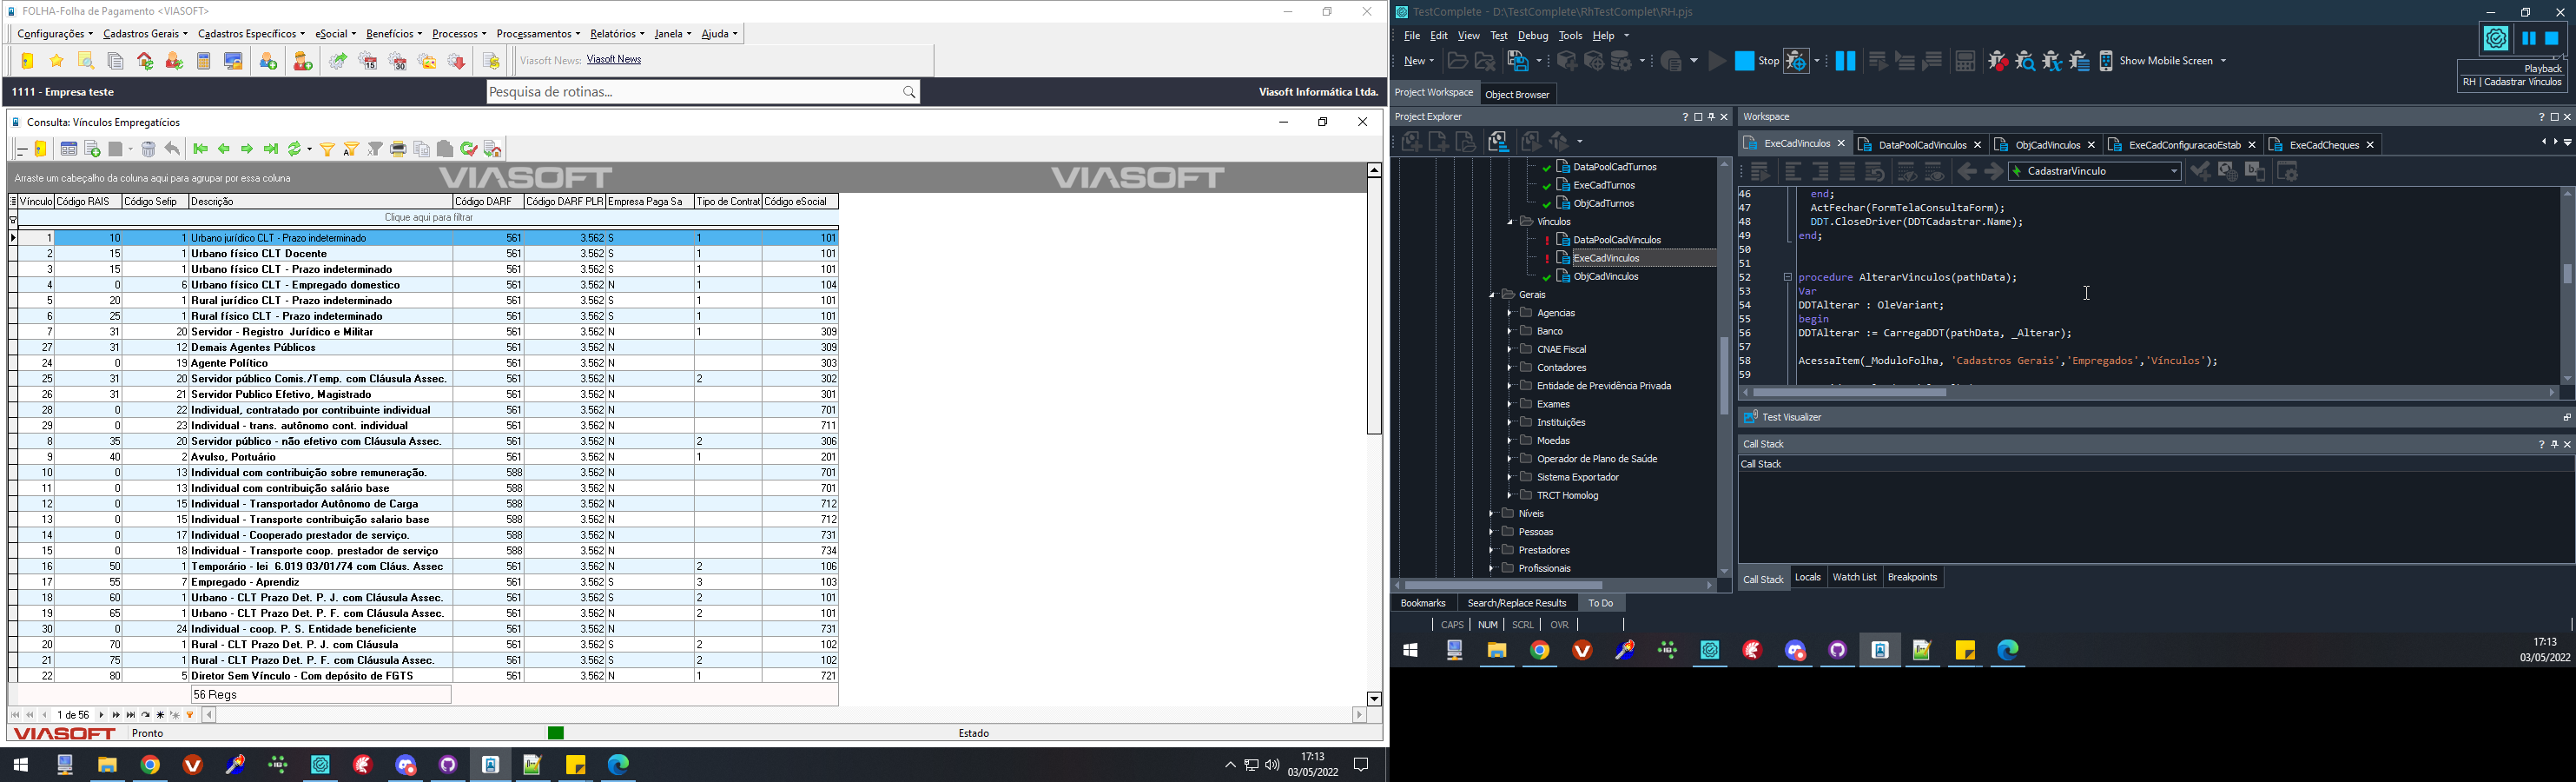 FOLHA-Folha de Pagamento <VIASOFT>
Configurações Cadastros Gerais Cadastros Específicos eSocial Benefícios Processos Processamentos Relatórios Janela Ajuda
15 30 Viasoft News: Viasoft News
1111 - Empresa teste Pesquisa de rotinas... Viasoft Informática Ltda.
Consulta: Vínculos Empregatícios
Arraste um cabeçalho da coluna aqui para agrupar por essa coluna VIASOFT VIASOFT
Vínculo Código RAIS Código Sefip Descrição Código DARF Código DARF PLR Empresa Paga Sa Tipo de Contrat Código eSocial
Clique aqui para filtrar
1 10 1 Urbano jurídico CLT - Prazo indeterminado 561 3.562 S 1 101
2 15 1 Urbano físico CLT Docente 561 3.562 S 1 101
3 15 1 Urbano físico CLT - Prazo indeterminado 561 3.562 S 1 101
4 0 6 Urbano físico CLT - Empregado domestico 561 3.562 N 1 104
5 20 1 Rural jurídico CLT - Prazo indeterminado 561 3.562 S 1 101
6 25 1 Rural físico CLT - Prazo indeterminado 561 3.562 S 1 101
7 31 20 Servidor - Registro Jurídico e Militar 561 3.562 N 1 309
27 31 12 Demais Agentes Públicos 561 3.562 N 309
24 0 19 Agente Político 561 3.562 N 303
25 31 20 Servidor público Comis./Temp. com Cláusula Assec. 561 3.562 N 2 302
26 31 21 Servidor Publico Efetivo, Magistrado 561 3.562 N 301
28 0 22 Individual, contratado por contribuinte individual 561 3.562 N 701
29 0 23 Individual - trans. autônomo cont. individual 561 3.562 N 711
8 35 20 Servidor público - não efetivo com Cláusula Assec. 561 3.562 N 2 306
9 40 2 Avulso, Portuário 561 3.562 N 1 201
10 0 13 Individual com contribuição sobre remuneração. 588 3.562 N 701
11 0 13 Individual com contribuição salário base 588 3.562 N 701
12 0 15 Individual - Transportador Autônomo de Carga 588 3.562 N 712
13 0 15 Individual - Transporte contribuição salario base 588 3.562 N 712
14 0 17 Individual - Cooperado prestador de serviço. 588 3.562 N 731
15 0 18 Individual - Transporte coop. prestador de serviço 588 3.562 N 734
16 50 1 Temporário - lei 6.019 03/01/74 com Cláus. Assec 561 3.562 N 2 106
17 55 7 Empregado - Aprendiz 561 3.562 S 3 103
18 60 1 Urbano - CLT Prazo Det. P. J. com Cláusula Assec. 561 3.562 S 2 101
19 65 1 Urbano - CLT Prazo Det. P. F. com Cláusula Assec. 561 3.562 N 2 101
30 0 24 Individual - coop. P. S. Entidade beneficiente 561 3.562 N 731
20 70 1 Rural - CLT Prazo Det. P. J. com Cláusula 561 3.562 S 2 102
21 75 1 Rural - CLT Prazo Det. P. F. com Cláusula Assec. 561 3.562 S 2 102
22 80 5 Diretor Sem Vínculo - Com depósito de FGTS 561 3.562 N 1 721
56 Regs
1 de 56
VIASOFT Pronto Estado
17:13
03/05/2022
TestComplete - D:\TestComplete\RhTestComplet\RH.pjs
File Edit View Test Debug Tools Help
New Stop Show Mobile Screen
Playback
RH | Cadastrar Vínculos
Project Workspace Object Browser
Project Explorer
DataPoolCadTurnos
ExeCadTurnos
ObjCadTurnos
Vínculos
DataPoolCadVinculos
ExeCadVinculos
ObjCadVinculos
Gerais
Agencias
Banco
CNAE Fiscal
Contadores
Entidade de Previdência Privada
Exames
Instituições
Moedas
Operador de Plano de Saúde
Sistema Exportador
TRCT Homolog
Níveis
Pessoas
Prestadores
Profissionais
Workspace
ExeCadVinculos DataPoolCadVinculos ObjCadVinculos ExeCadConfiguracaoEstab ExeCadCheques
CadastrarVinculo
46 end;
47 ActFechar(FormTelaConsultaForm);
48 DDT.CloseDriver(DDTCadastrar.Name);
49 end;
50
51
52 procedure AlterarVinculos(pathData);
53 Var
54 DDTAlterar : OleVariant;
55 begin
56 DDTAlterar := CarregaDDT(pathData, _Alterar);
57
58 AcessaItem(_ModuloFolha, 'Cadastros Gerais','Empregados','Vínculos');
59
Test Visualizer
Call Stack
Call Stack
Call Stack Locals Watch List Breakpoints
Bookmarks Search/Replace Results To Do
CAPS NUM SCRL OVR
17:13
03/05/2022